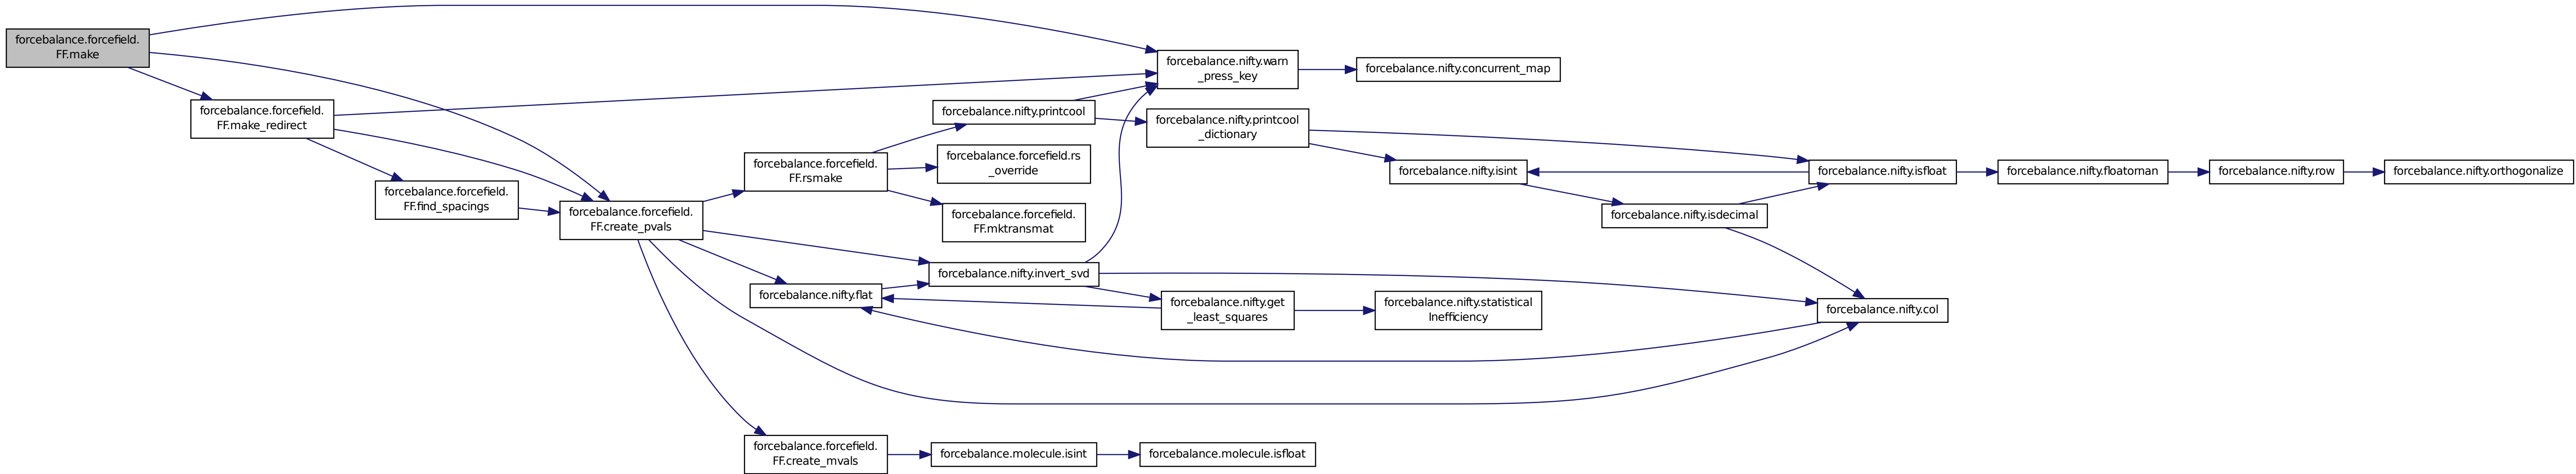 forcebalance.forcefield.
FF.make
forcebalance.forcefield.
FF.make_redirect
forcebalance.forcefield.
FF.find_spacings
forcebalance.forcefield.
FF.create_pvals
forcebalance.forcefield.
FF.rsmake
forcebalance.nifty.flat
forcebalance.forcefield.
FF.create_mvals
forcebalance.nifty.printcool
forcebalance.forcefield.rs
_override
forcebalance.forcefield.
FF.mktransmat
forcebalance.nifty.invert_svd
forcebalance.molecule.isint
forcebalance.nifty.warn
_press_key
forcebalance.nifty.printcool
_dictionary
forcebalance.nifty.get
_least_squares
forcebalance.molecule.isfloat
forcebalance.nifty.concurrent_map
forcebalance.nifty.isint
forcebalance.nifty.statistical
Inefficiency
forcebalance.nifty.isdecimal
forcebalance.nifty.isfloat
forcebalance.nifty.col
forcebalance.nifty.floatornan
forcebalance.nifty.row
forcebalance.nifty.orthogonalize